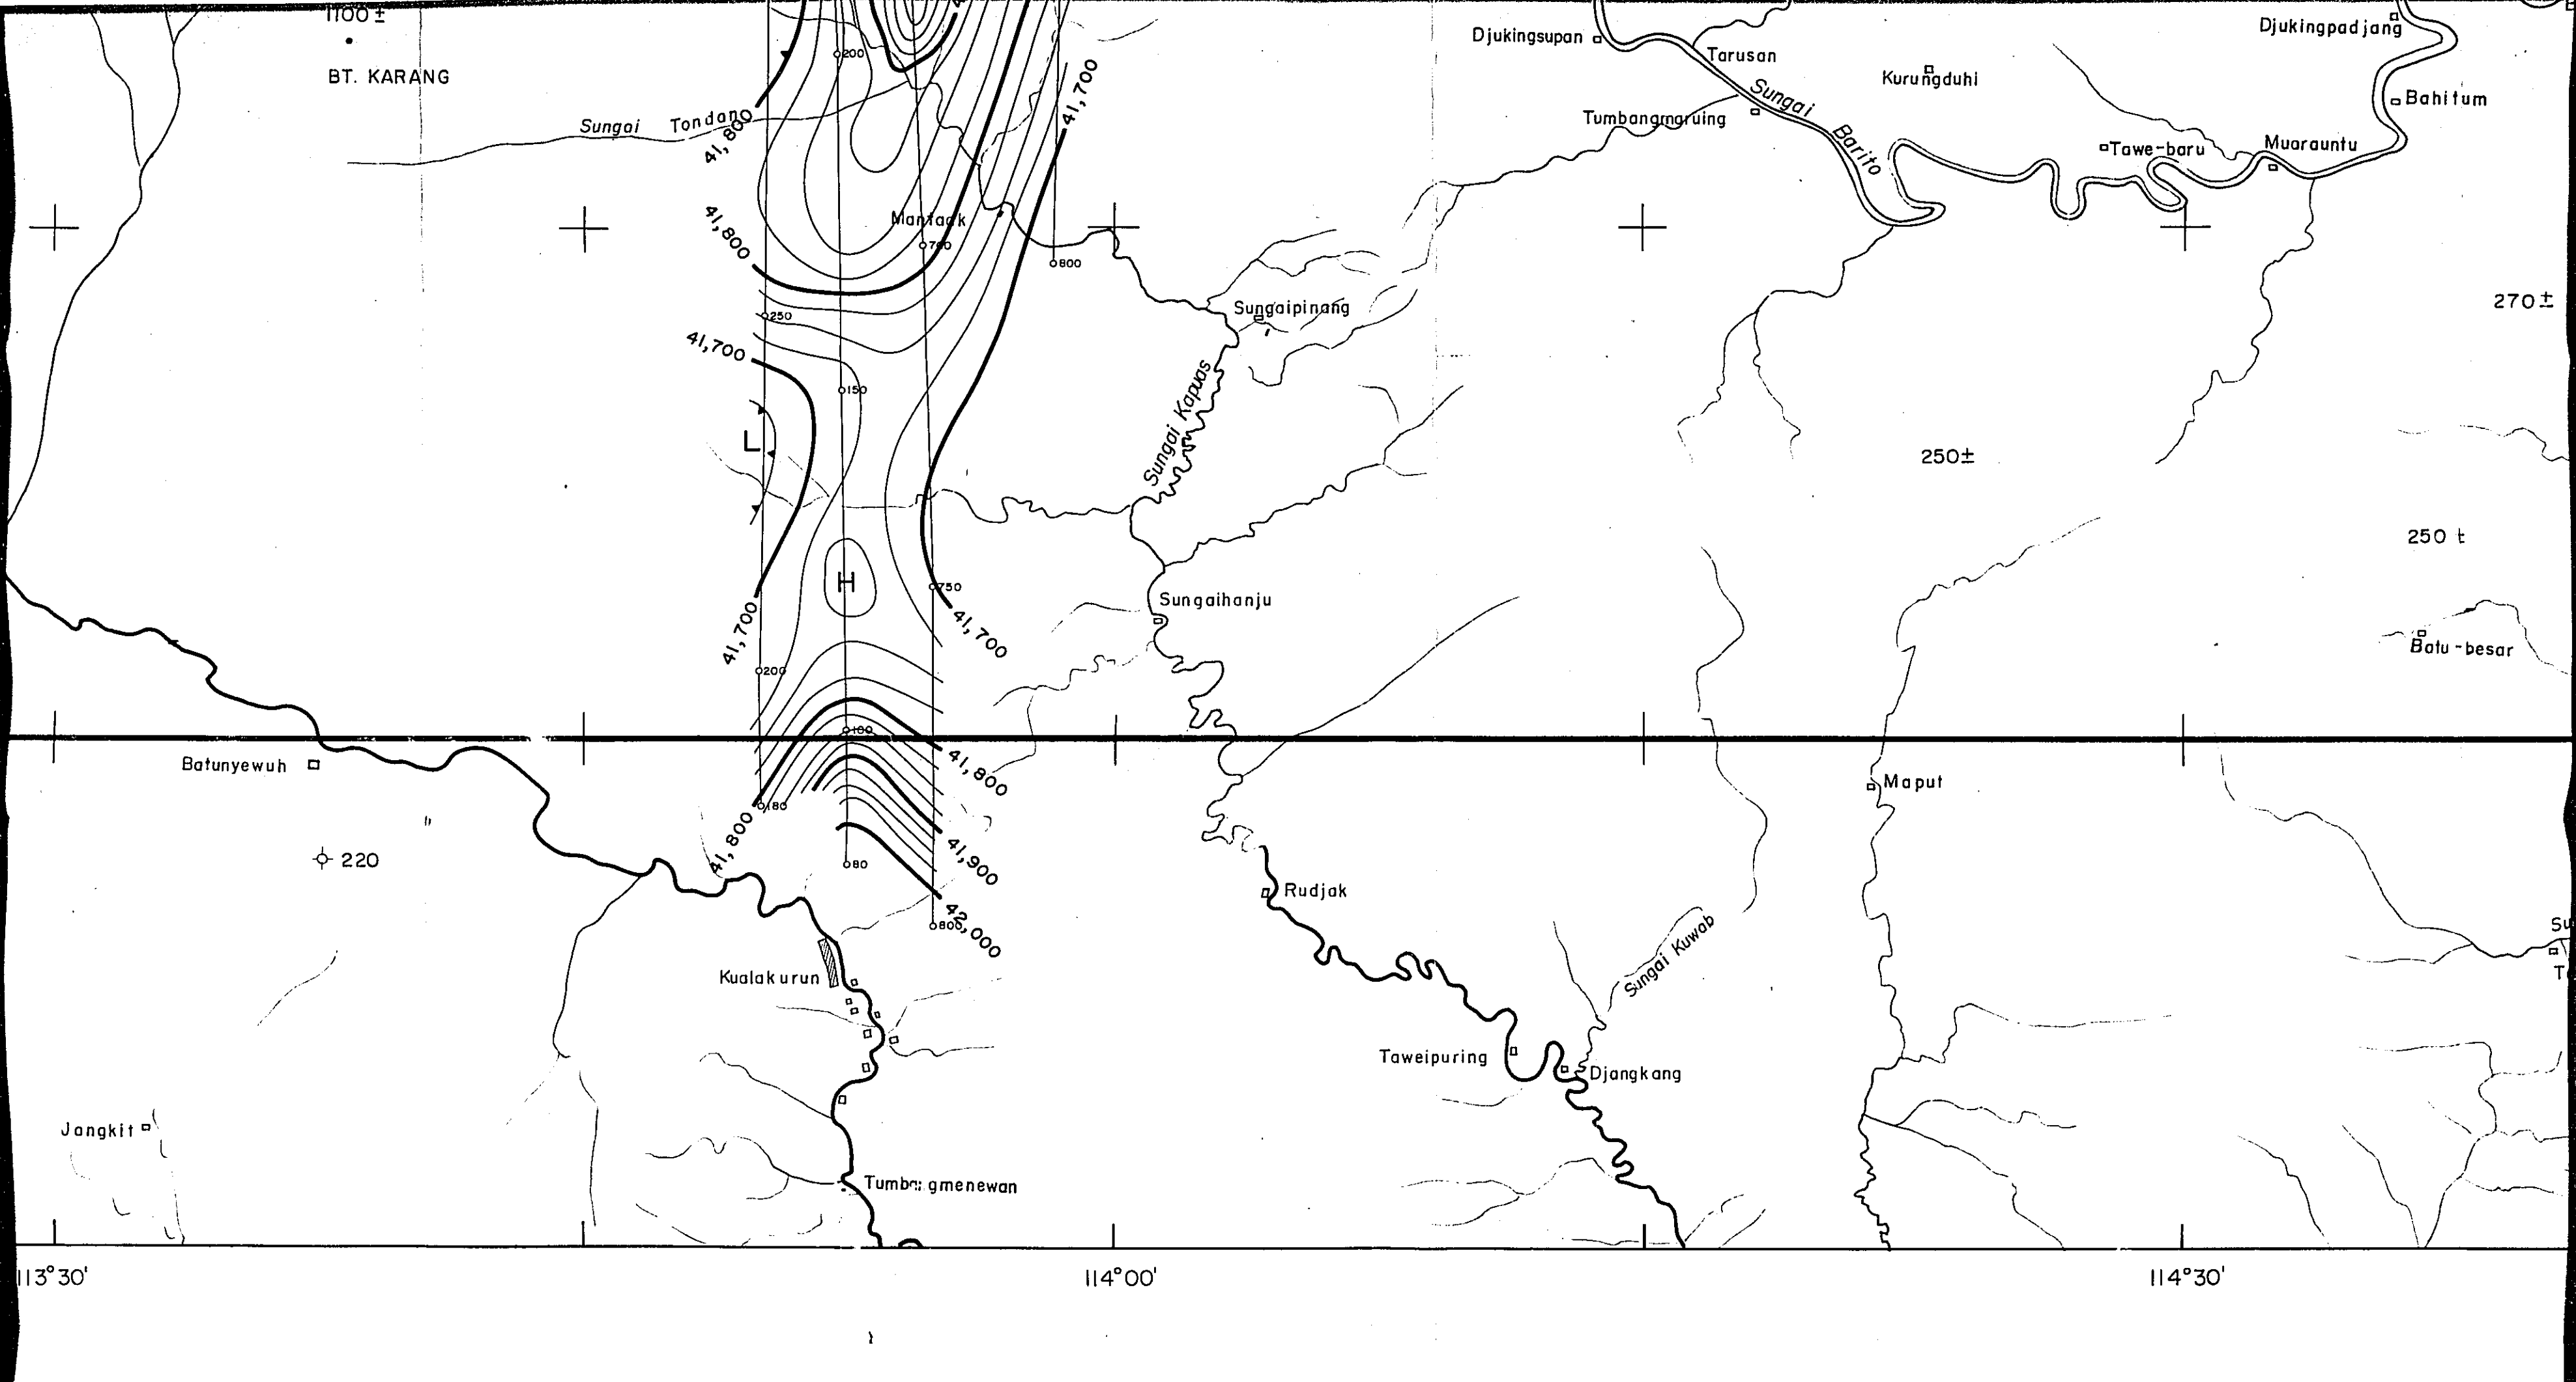 1100 ±
BT. KARANG
Sungai Tondano
41,800
200
41,700
Djukingsupan
Tarusan
Sungai Barito
Kurungduhi
Djukingpadjang
Bahitum
Tawe-baru
Muarauntu
41,800
Mantaak
700
800
Sungaipinang
270±
250
41,700
150
L
Sungai Kapuas
250±
250 t
H
750
Sungaihanju
41,700
41,700
200
Batu-besar
100
Batunyewuh
41,800
Maput
180
41,800
220
80
41,900
Rudjak
42,000
800
Su
Sungai Kuwab
T
Kualakurun
Taweipuring
Djangkang
Jangkit
113°30'
114°00'
114°30'